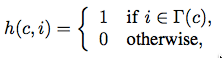 h(c, i) = { 1 if i ∈ Γ(c),
0 otherwise,